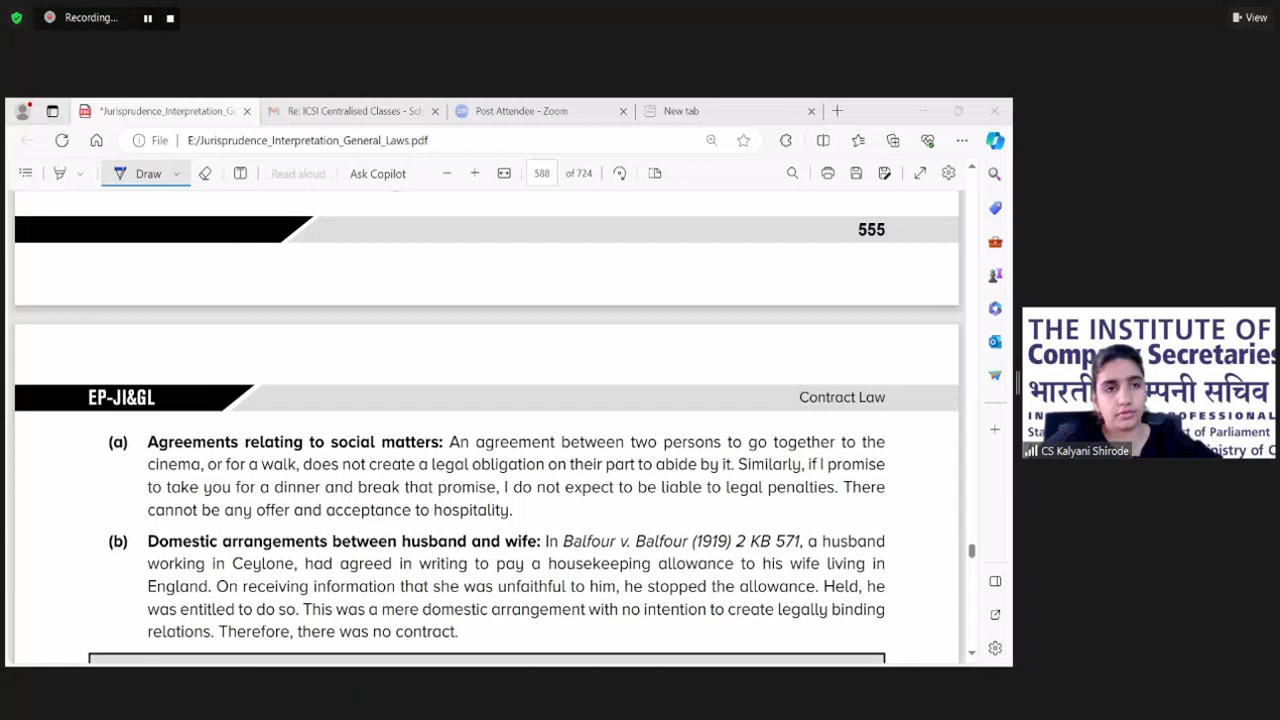 Recording...
View
*Jurisprudence_Interpretation_Ge
Re: ICSI Centralised Classes - Sch
Post Attendee - Zoom
New tab
File
E:/Jurisprudence_Interpretation_General_Laws.pdf
Draw
Read aloud
Ask Copilot
588
of 724
555
EP-JI&GL
Contract Law
(a) Agreements relating to social matters: An agreement between two persons to go together to the
cinema, or for a walk, does not create a legal obligation on their part to abide by it. Similarly, if I promise
to take you for a dinner and break that promise, I do not expect to be liable to legal penalties. There
cannot be any offer and acceptance to hospitality.
(b) Domestic arrangements between husband and wife: In Balfour v. Balfour (1919) 2 KB 571, a husband
working in Ceylone, had agreed in writing to pay a housekeeping allowance to his wife living in
England. On receiving information that she was unfaithful to him, he stopped the allowance. Held, he
was entitled to do so. This was a mere domestic arrangement with no intention to create legally binding
relations. Therefore, there was no contract.
THE INSTITUTE OF
Secretaries
भारती
सचिव
of Parliament
CS Kalyani Shirode